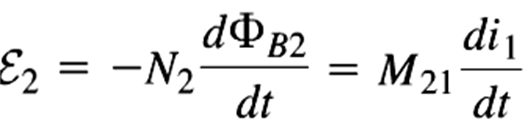 ℰ₂ = −N₂ dΦ_B2/dt = M₂₁ di₁/dt